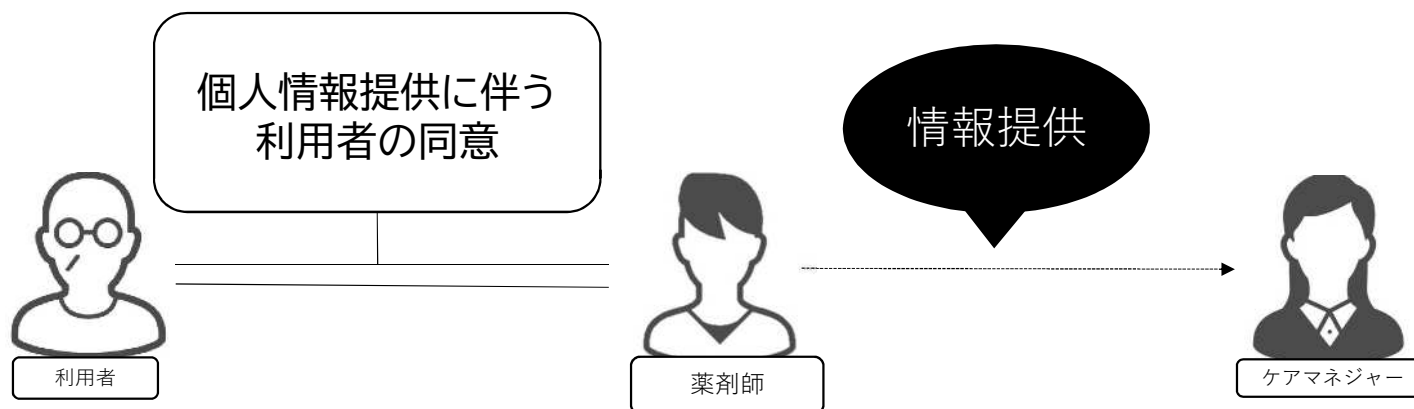 個人情報提供に伴う
利用者の同意
情報提供
利用者
薬剤師
ケアマネジャー